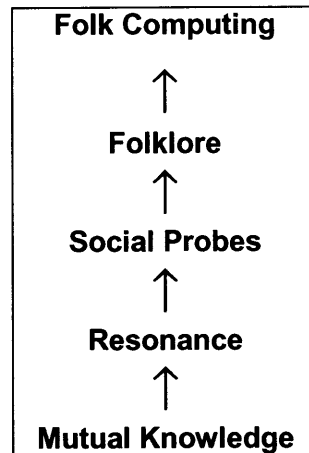 Folk Computing
Folklore
Social Probes
Resonance
Mutual Knowledge